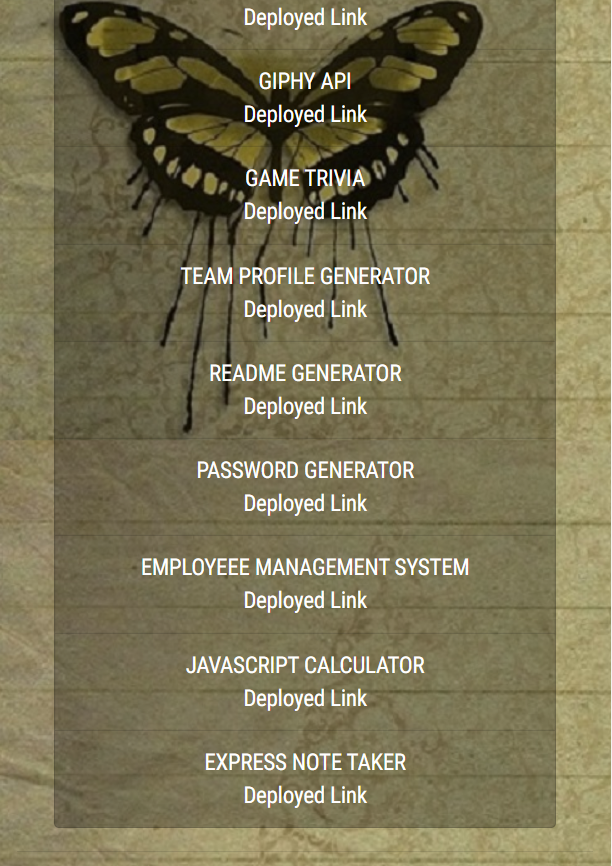 Deployed Link
GIPHY API
Deployed Link
GAME TRIVIA
Deployed Link
TEAM PROFILE GENERATOR
Deployed Link
README GENERATOR
Deployed Link
PASSWORD GENERATOR
Deployed Link
EMPLOYEEE MANAGEMENT SYSTEM
Deployed Link
JAVASCRIPT CALCULATOR
Deployed Link
EXPRESS NOTE TAKER
Deployed Link